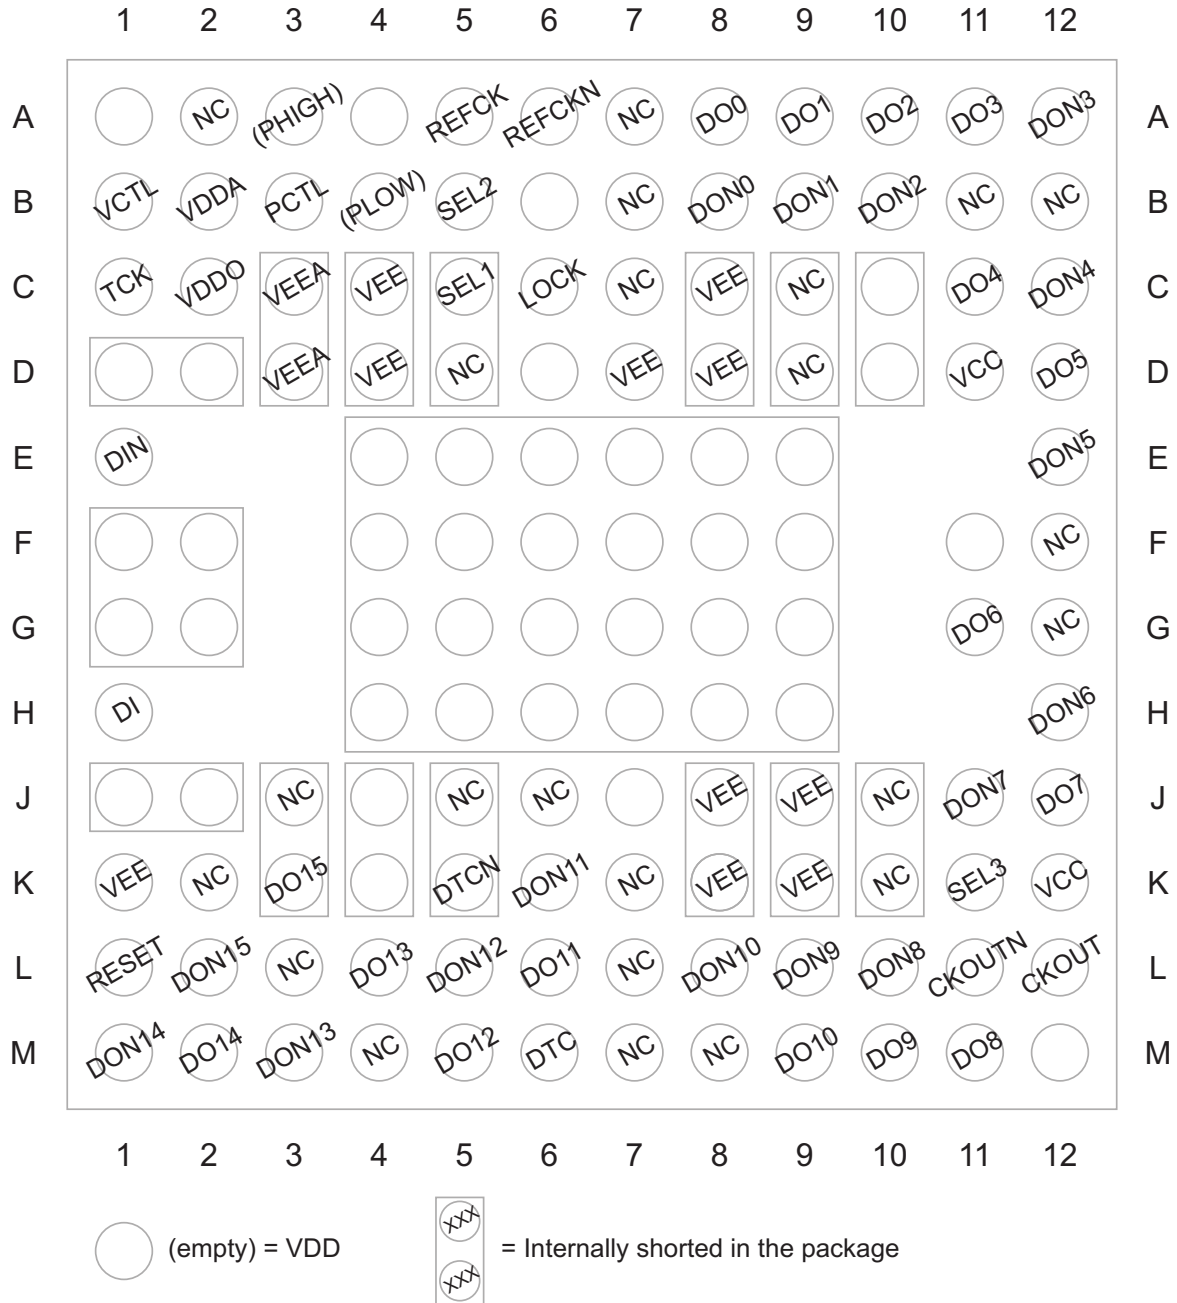 1 2 3 4 5 6 7 8 9 10 11 12
A NC (PHIGH) REFCK REFCKN NC DO0 DO1 DO2 DO3 DON3 A
B VCTL VDDA PCTL (PLOW) SEL2 NC DON0 DON1 DON2 NC NC B
C TCK VDDO VEEA VEE SEL1 LOCK NC VEE NC DO4 DON4 C
D VEEA VEE NC VEE VEE NC VCC DO5 D
E DIN DON5 E
F NC F
G DO6 NC G
H DI DON6 H
J NC NC NC VEE VEE NC DON7 DO7 J
K VEE NC DO15 DTCN DON11 NC VEE VEE NC SEL3 VCC K
L RESET DON15 NC DO13 DON12 DO11 NC DON10 DON9 DON8 CKOUTN CKOUT L
M DON14 DO14 DON13 NC DO12 DTC NC NC DO10 DO9 DO8 M
1 2 3 4 5 6 7 8 9 10 11 12
(empty) = VDD
XXX
XXX
= Internally shorted in the package